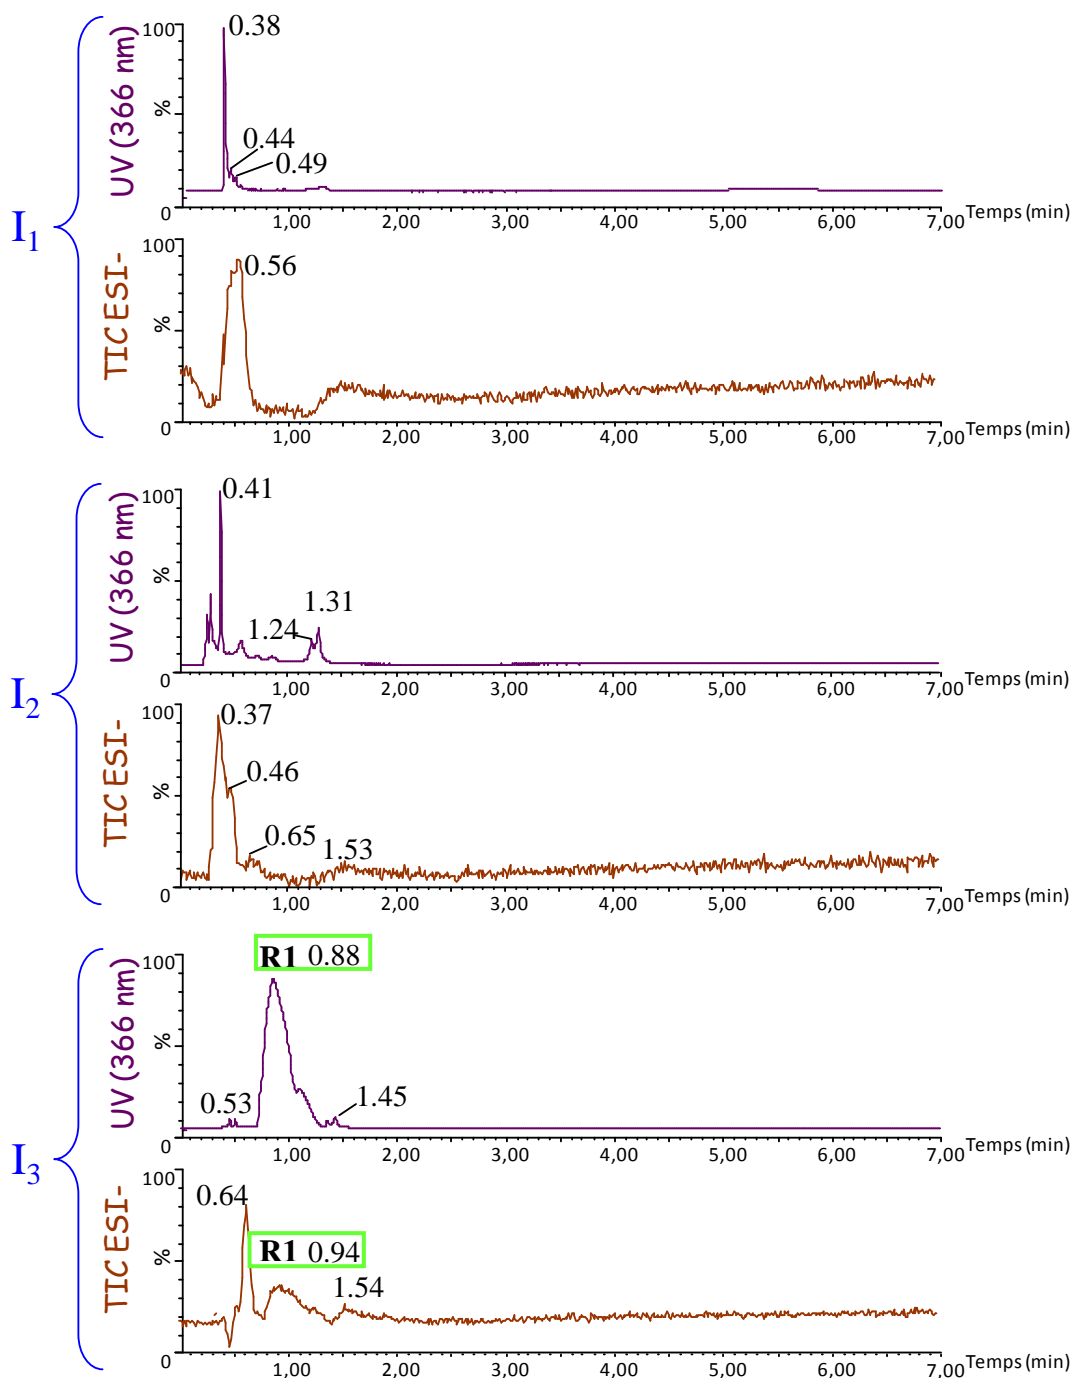 I1
UV (366 nm)
%
100
0
0.38
0.44
0.49
1,00 2,00 3,00 4,00 5,00 6,00 7,00 Temps (min)
TIC ESI-
%
100
0
0.56
1,00 2,00 3,00 4,00 5,00 6,00 7,00 Temps (min)
I2
UV (366 nm)
%
100
0
0.41
1.24
1.31
1,00 2,00 3,00 4,00 5,00 6,00 7,00 Temps (min)
TIC ESI-
%
100
0
0.37
0.46
0.65
1.53
1,00 2,00 3,00 4,00 5,00 6,00 7,00 Temps (min)
I3
UV (366 nm)
%
100
0
R1 0.88
0.53
1.45
1,00 2,00 3,00 4,00 5,00 6,00 7,00 Temps (min)
TIC ESI-
%
100
0
0.64
R1 0.94
1.54
1,00 2,00 3,00 4,00 5,00 6,00 7,00 Temps (min)